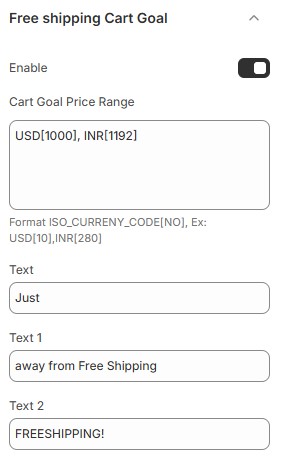 Free shipping Cart Goal
Enable
Cart Goal Price Range
USD[1000], INR[1192]
Format ISO_CURRENY_CODE[NO], Ex:
USD[10],INR[280]
Text
Just
Text 1
away from Free Shipping
Text 2
FREESHIPPING!